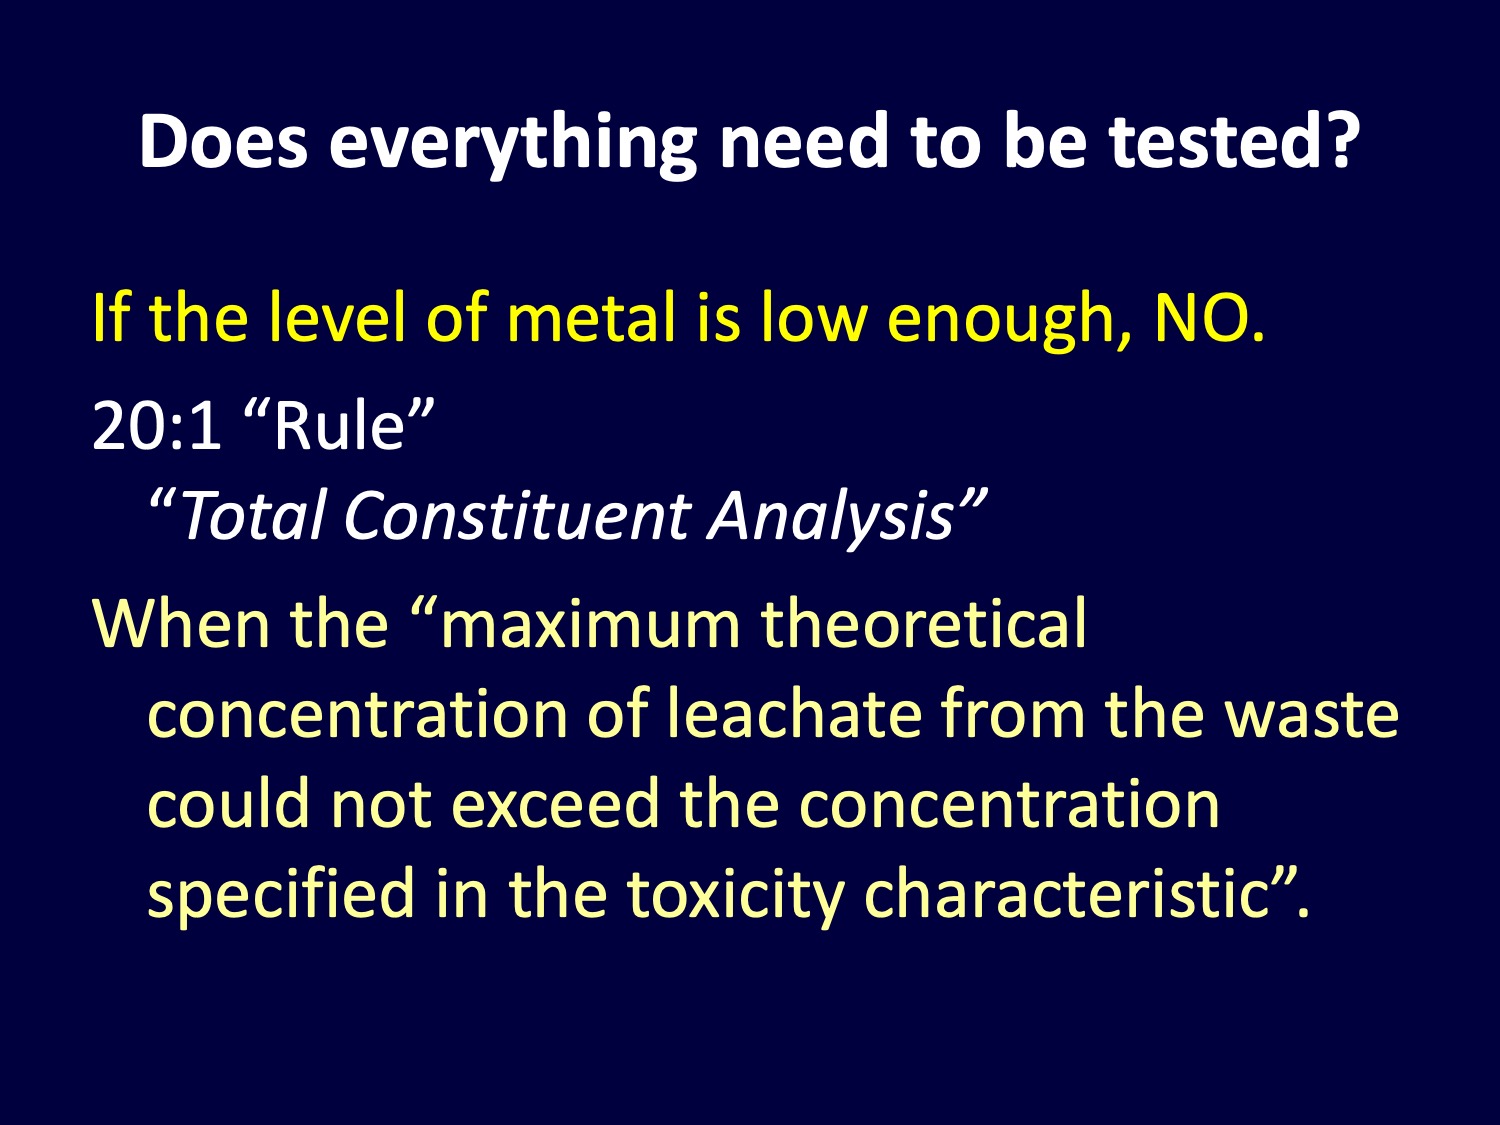 Does everything need to be tested?
If the level of metal is low enough, NO.
20:1 “Rule”
“Total Constituent Analysis”
When the “maximum theoretical
concentration of leachate from the waste
could not exceed the concentration
specified in the toxicity characteristic”.